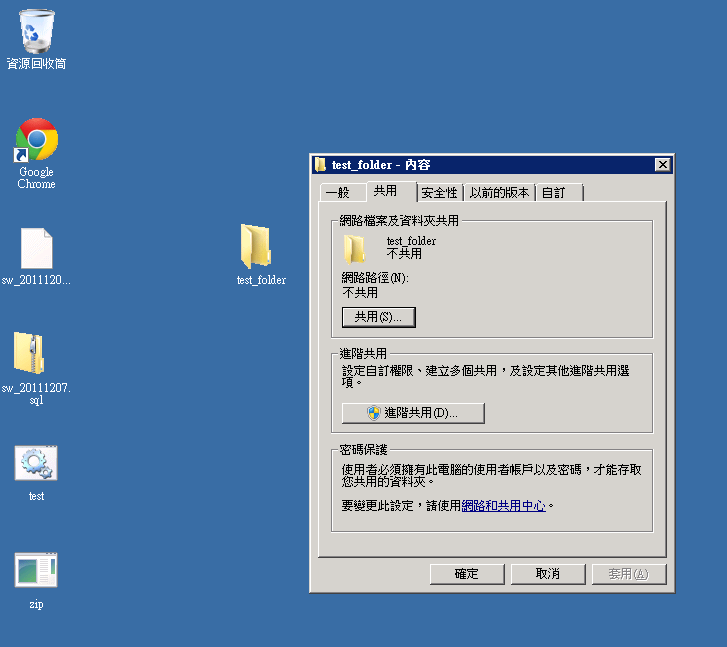 資源回收筒
Google
Chrome
sw_2011120...
sw_20111207.
sql
test
zip
test_folder
test_folder - 內容
一般
共用
安全性
以前的版本
自訂
網路檔案及資料夾共用
test_folder
不共用
網路路徑(N):
不共用
共用(S)...
進階共用
設定自訂權限、建立多個共用，及設定其他進階共用選
項。
進階共用(D)...
密碼保護
使用者必須擁有此電腦的使用者帳戶以及密碼，才能存取
您共用的資料夾。
要變更此設定，請使用網路和共用中心。
確定
取消
套用(A)